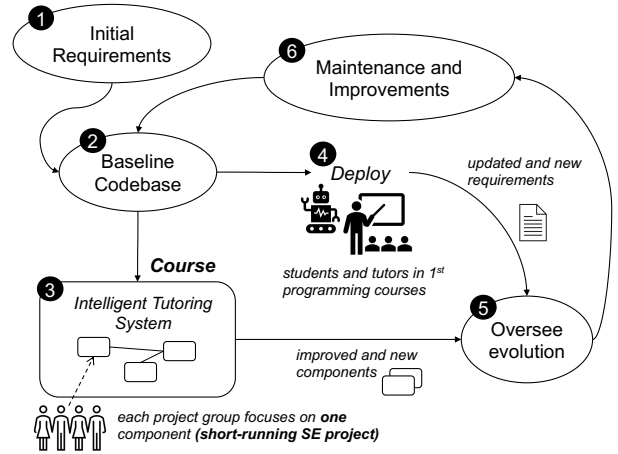 1
Initial
Requirements
6
Maintenance and
Improvements
2
Baseline
Codebase
4
Deploy
updated and new
requirements
students and tutors in 1st
programming courses
Course
3
Intelligent Tutoring
System
5
Oversee
evolution
improved and new
components
each project group focuses on one
component (short-running SE project)